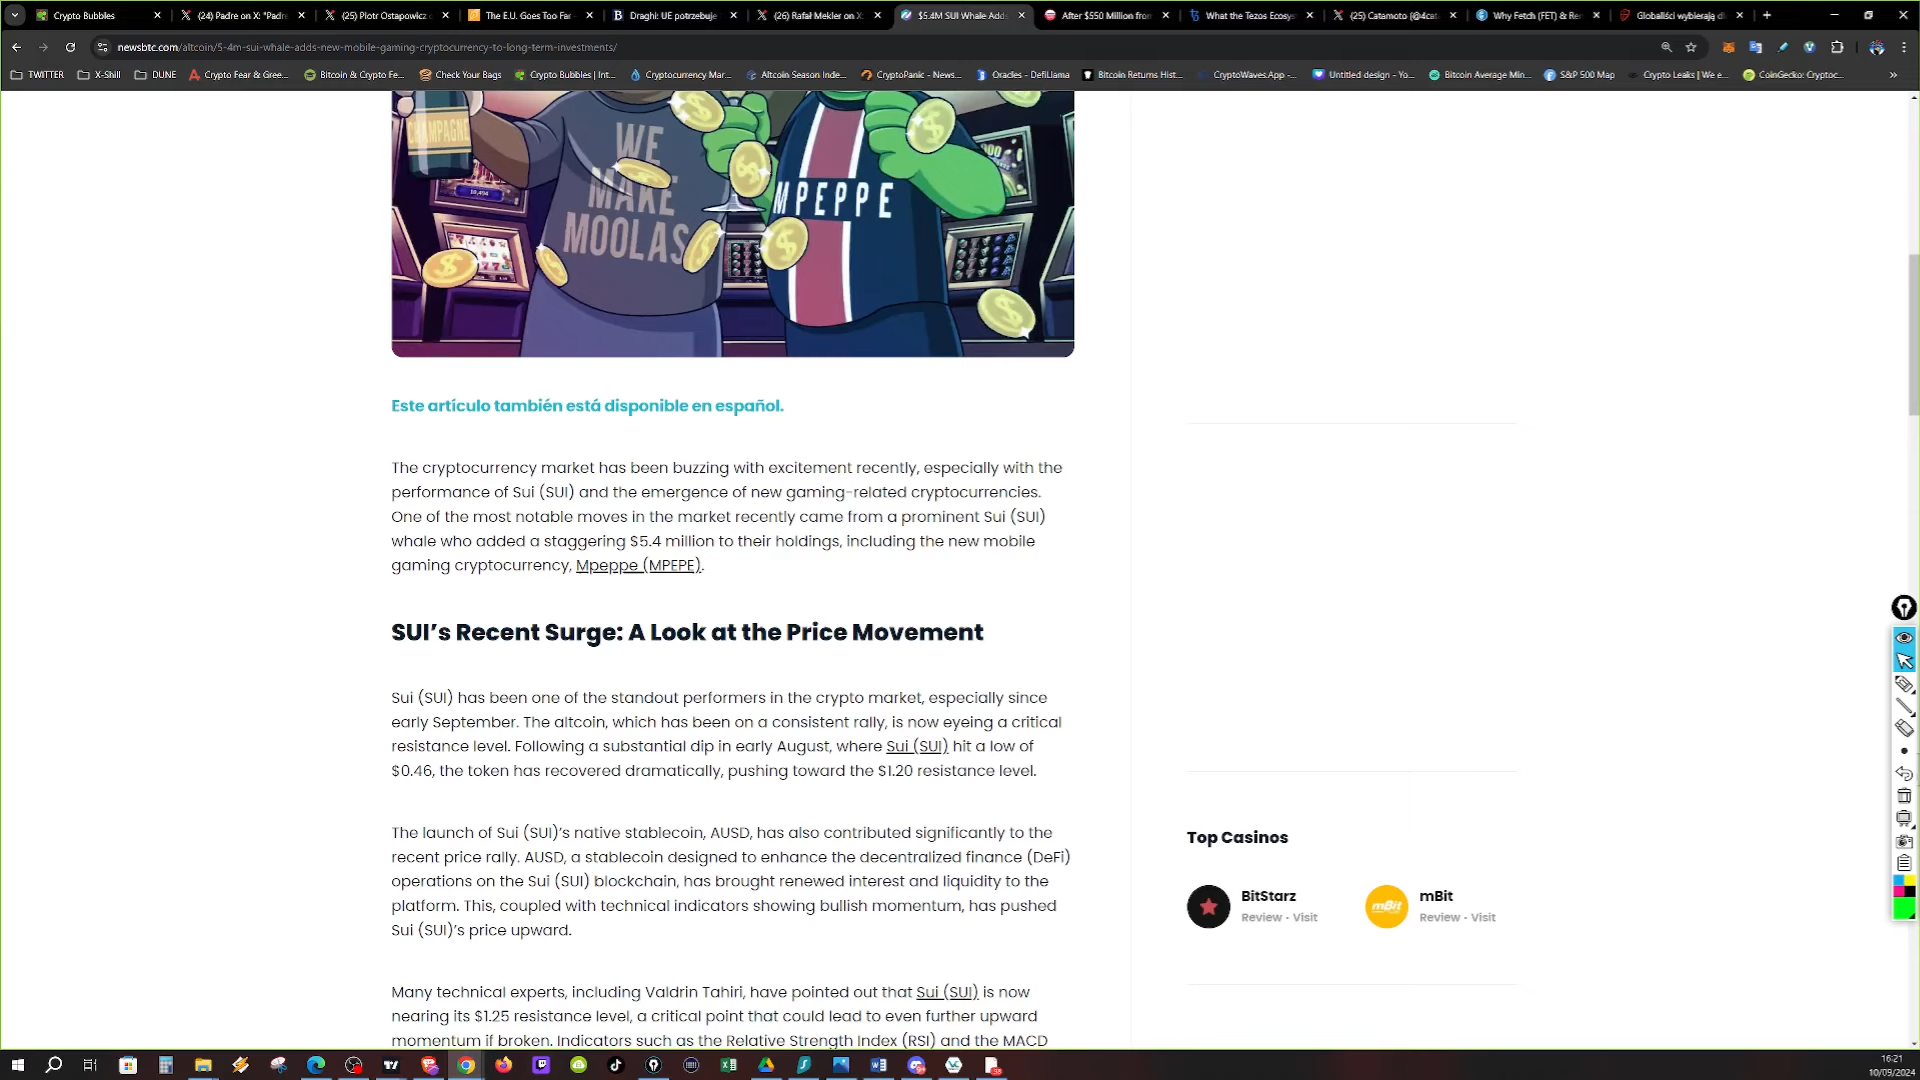 Crypto Bubbles
(24) Padre on X: "Padre
(25) Piotr Ostapowicz
The E.U. Goes Too Far
Draghi: UE potrzebuje
(26) Rafał Mekler on X:
$5.4M SUI Whale Add
After $550 Million from
What the Tezos Ecosys
(25) Catamoto (@4cat
Why Fetch (FET) & Re
Globaliści wybierają d
newsbtc.com/altcoin/5-4m-sui-whale-adds-new-mobile-gaming-cryptocurrency-to-long-term-investments/
TWITTER
X-Shill
DUNE
Crypto Fear & Gree...
Bitcoin & Crypto Fe...
Check Your Bags
Crypto Bubbles | Int...
Cryptocurrency Mar...
Altcoin Season Inde...
CryptoPanic - News...
Oracles - DefiLlama
Bitcoin Returns Hist...
CryptoWaves.App -...
Untitled design - Yo...
Bitcoin Average Min...
S&P 500 Map
Crypto Leaks | We e...
CoinGecko: Cryptoc...
CHAMPAGNE
WE
MAKE
MOOLAS
MPEPPE
Este artículo también está disponible en español.
The cryptocurrency market has been buzzing with excitement recently, especially with the
performance of Sui (SUI) and the emergence of new gaming-related cryptocurrencies.
One of the most notable moves in the market recently came from a prominent Sui (SUI)
whale who added a staggering $5.4 million to their holdings, including the new mobile
gaming cryptocurrency, Mpeppe (MPEPE).
SUI's Recent Surge: A Look at the Price Movement
Sui (SUI) has been one of the standout performers in the crypto market, especially since
early September. The altcoin, which has been on a consistent rally, is now eyeing a critical
resistance level. Following a substantial dip in early August, where Sui (SUI) hit a low of
$0.46, the token has recovered dramatically, pushing toward the $1.20 resistance level.
The launch of Sui (SUI)'s native stablecoin, AUSD, has also contributed significantly to the
recent price rally. AUSD, a stablecoin designed to enhance the decentralized finance (DeFi)
operations on the Sui (SUI) blockchain, has brought renewed interest and liquidity to the
platform. This, coupled with technical indicators showing bullish momentum, has pushed
Sui (SUI)'s price upward.
Many technical experts, including Valdrin Tahiri, have pointed out that Sui (SUI) is now
nearing its $1.25 resistance level, a critical point that could lead to even further upward
momentum if broken. Indicators such as the Relative Strength Index (RSI) and the MACD
Top Casinos
BitStarz
Review - Visit
mBit
mBit
Review - Visit
16:21
10/09/2024